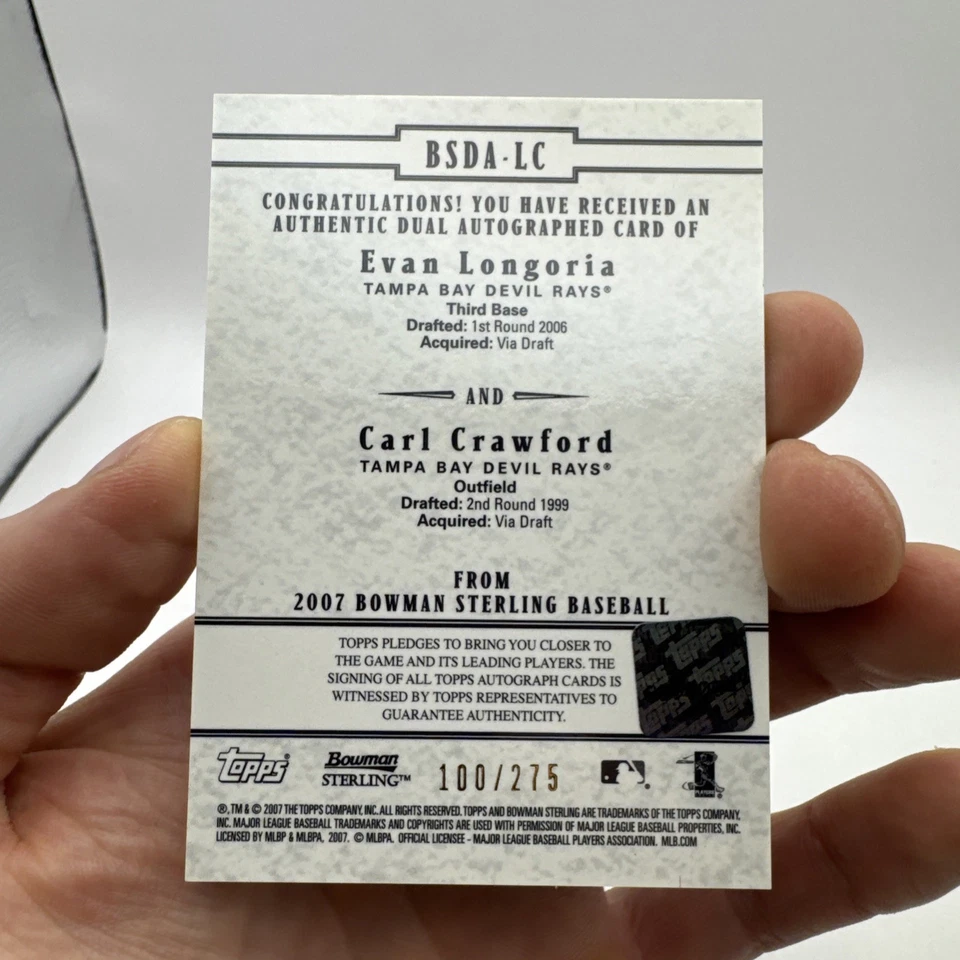 BSDA-LC
CONGRATULATIONS! YOU HAVE RECEIVED AN
AUTHENTIC DUAL AUTOGRAPHED CARD OF
Evan Longoria
TAMPA BAY DEVIL RAYS®
Third Base
Drafted: 1st Round 2006
Acquired: Via Draft
AND
Carl Crawford
TAMPA BAY DEVIL RAYS®
Outfield
Drafted: 2nd Round 1999
Acquired: Via Draft
FROM
2007 BOWMAN STERLING BASEBALL
TOPPS PLEDGES TO BRING YOU CLOSER TO
THE GAME AND ITS LEADING PLAYERS. THE
SIGNING OF ALL TOPPS AUTOGRAPH CARDS IS
WITNESSED BY TOPPS REPRESENTATIVES TO
GUARANTEE AUTHENTICITY.
Topps
Topps
Topps
Topps
Topps® Bowman STERLING™ 100/275 PLAYERS
®, TM & © 2007 THE TOPPS COMPANY, INC. ALL RIGHTS RESERVED. TOPPS AND BOWMAN STERLING ARE TRADEMARKS OF THE TOPPS COMPANY,
INC. MAJOR LEAGUE BASEBALL TRADEMARKS AND COPYRIGHTS ARE USED WITH PERMISSION OF MAJOR LEAGUE BASEBALL PROPERTIES, INC.
LICENSED BY MLBP & MLBPA, 2007. © MLBPA. OFFICIAL LICENSEE - MAJOR LEAGUE BASEBALL PLAYERS ASSOCIATION. MLB.COM